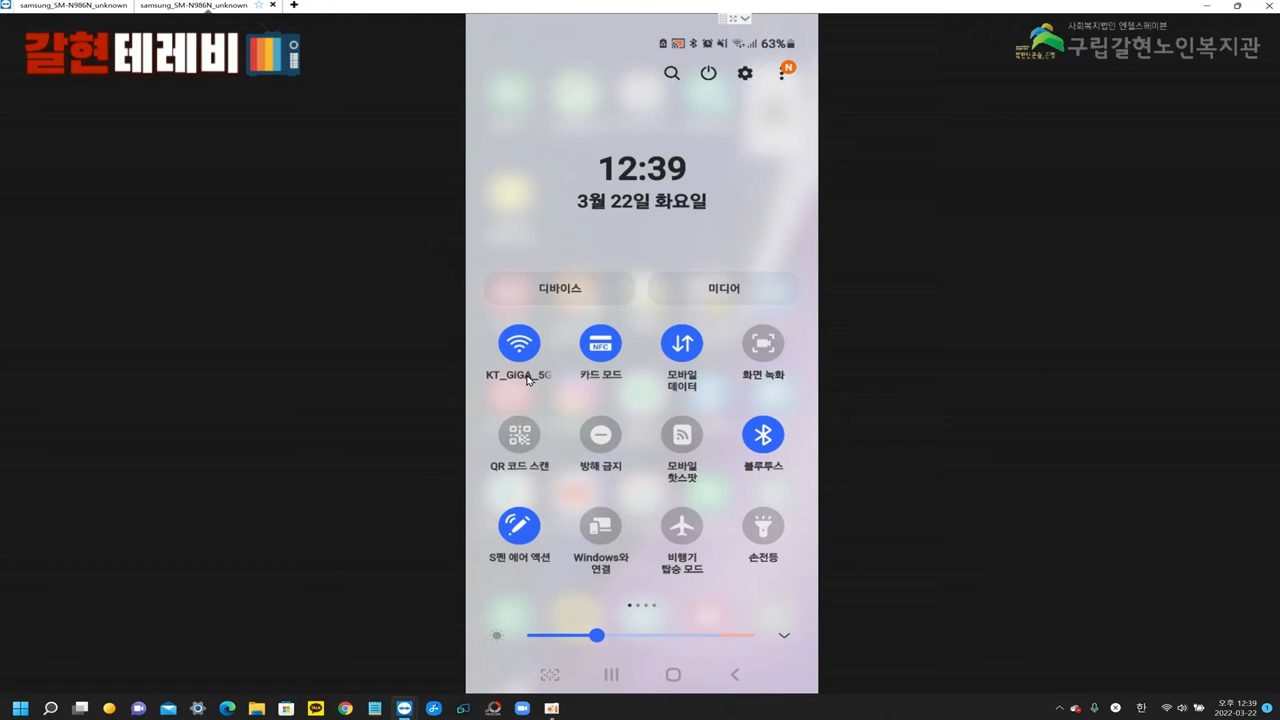 samsung_SM-N986N_unknown
samsung_SM-N986N_unknown
갈현테레비
사회복지법인 엔젤스헤이븐
구립갈현노인복지관
63%
N
12:39
3월 22일 화요일
디바이스
미디어
KT_GiGA_5G
NFC
카드 모드
모바일
데이터
화면 녹화
QR 코드 스캔
방해 금지
모바일
핫스팟
블루투스
S펜 에어 액션
Windows와
연결
비행기
탑승 모드
손전등
TALK
한
오후 12:39
2022-03-22